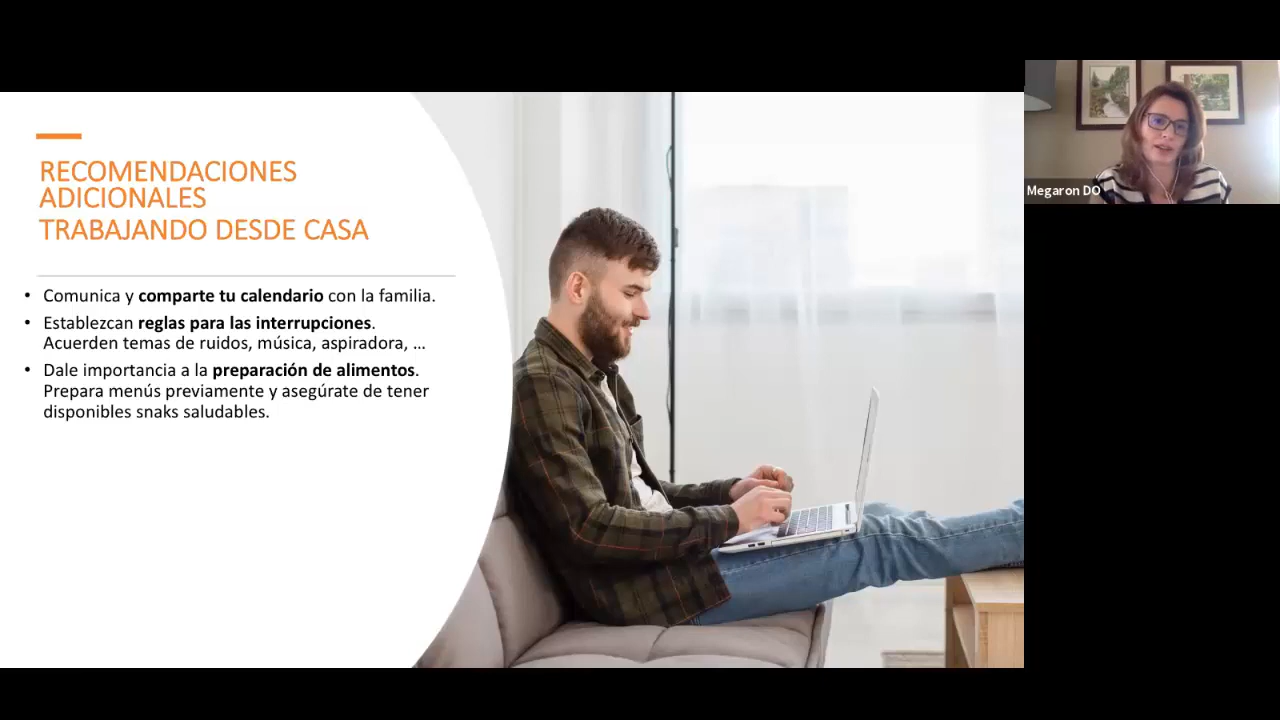 RECOMENDACIONES
ADICIONALES
TRABAJANDO DESDE CASA
• Comunica y comparte tu calendario con la familia.
• Establezcan reglas para las interrupciones.
Acuerden temas de ruidos, música, aspiradora, ...
• Dale importancia a la preparación de alimentos.
Prepara menús previamente y asegúrate de tener
disponibles snaks saludables.
Megaron DO